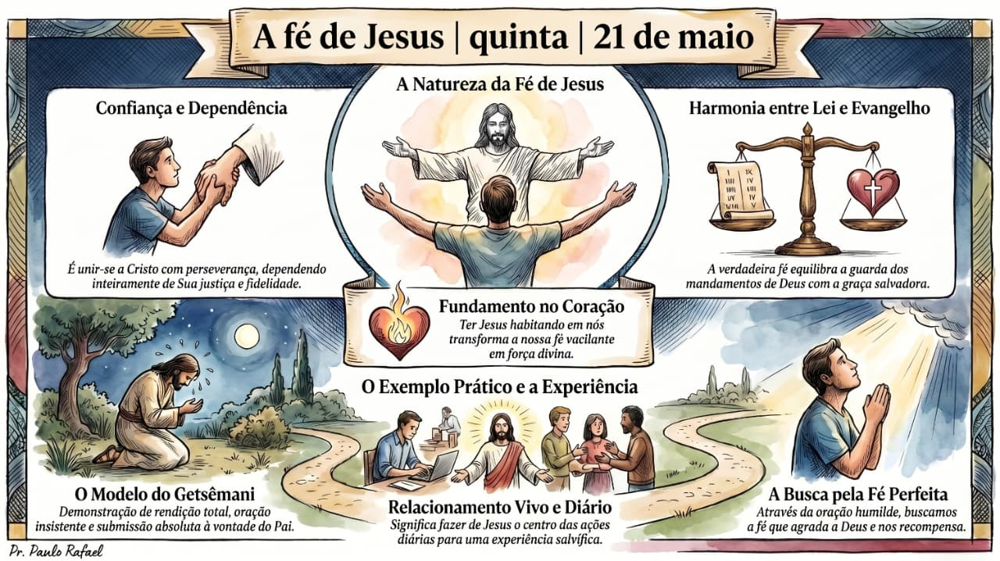 A fé de Jesus | quinta | 21 de maio
A Natureza da Fé de Jesus
Confiança e Dependência
É unir-se a Cristo com perseverança, dependendo
inteiramente de Sua justiça e fidelidade.
Harmonia entre Lei e Evangelho
A verdadeira fé equilibra a guarda dos
mandamentos de Deus com a graça salvadora.
Fundamento no Coração
Ter Jesus habitando em nós
transforma a nossa fé vacilante
em força divina.
O Exemplo Prático e a Experiência
O Modelo do Getsêmani
Demonstração de rendição total, oração
insistente e submissão absoluta à vontade do Pai.
Relacionamento Vivo e Diário
Significa fazer de Jesus o centro das ações
diárias para uma experiência salvífica.
A Busca pela Fé Perfeita
Através da oração humilde, buscamos
a fé que agrada a Deus e nos recompensa.
Pr. Paulo Rafael